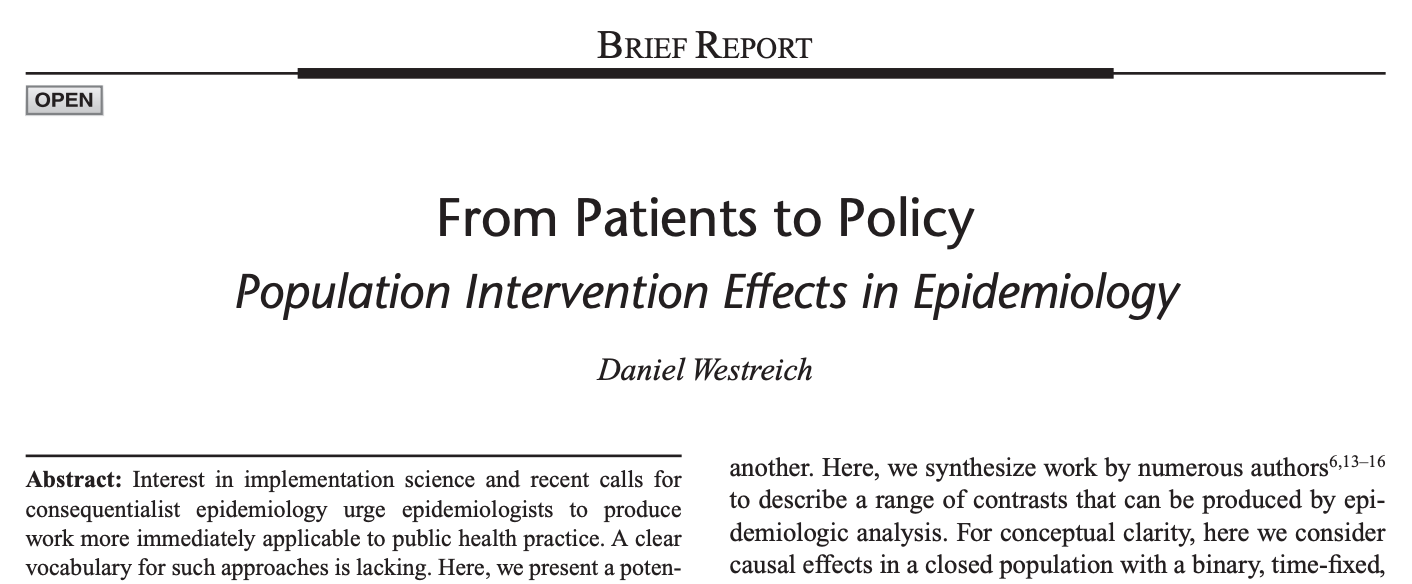 BRIEF REPORT
OPEN
From Patients to Policy
Population Intervention Effects in Epidemiology
Daniel Westreich
Abstract: Interest in implementation science and recent calls for
consequentialist epidemiology urge epidemiologists to produce
work more immediately applicable to public health practice. A clear
vocabulary for such approaches is lacking. Here, we present a poten-
another. Here, we synthesize work by numerous authors6,13–16
to describe a range of contrasts that can be produced by epi-
demiologic analysis. For conceptual clarity, here we consider
causal effects in a closed population with a binary, time-fixed,